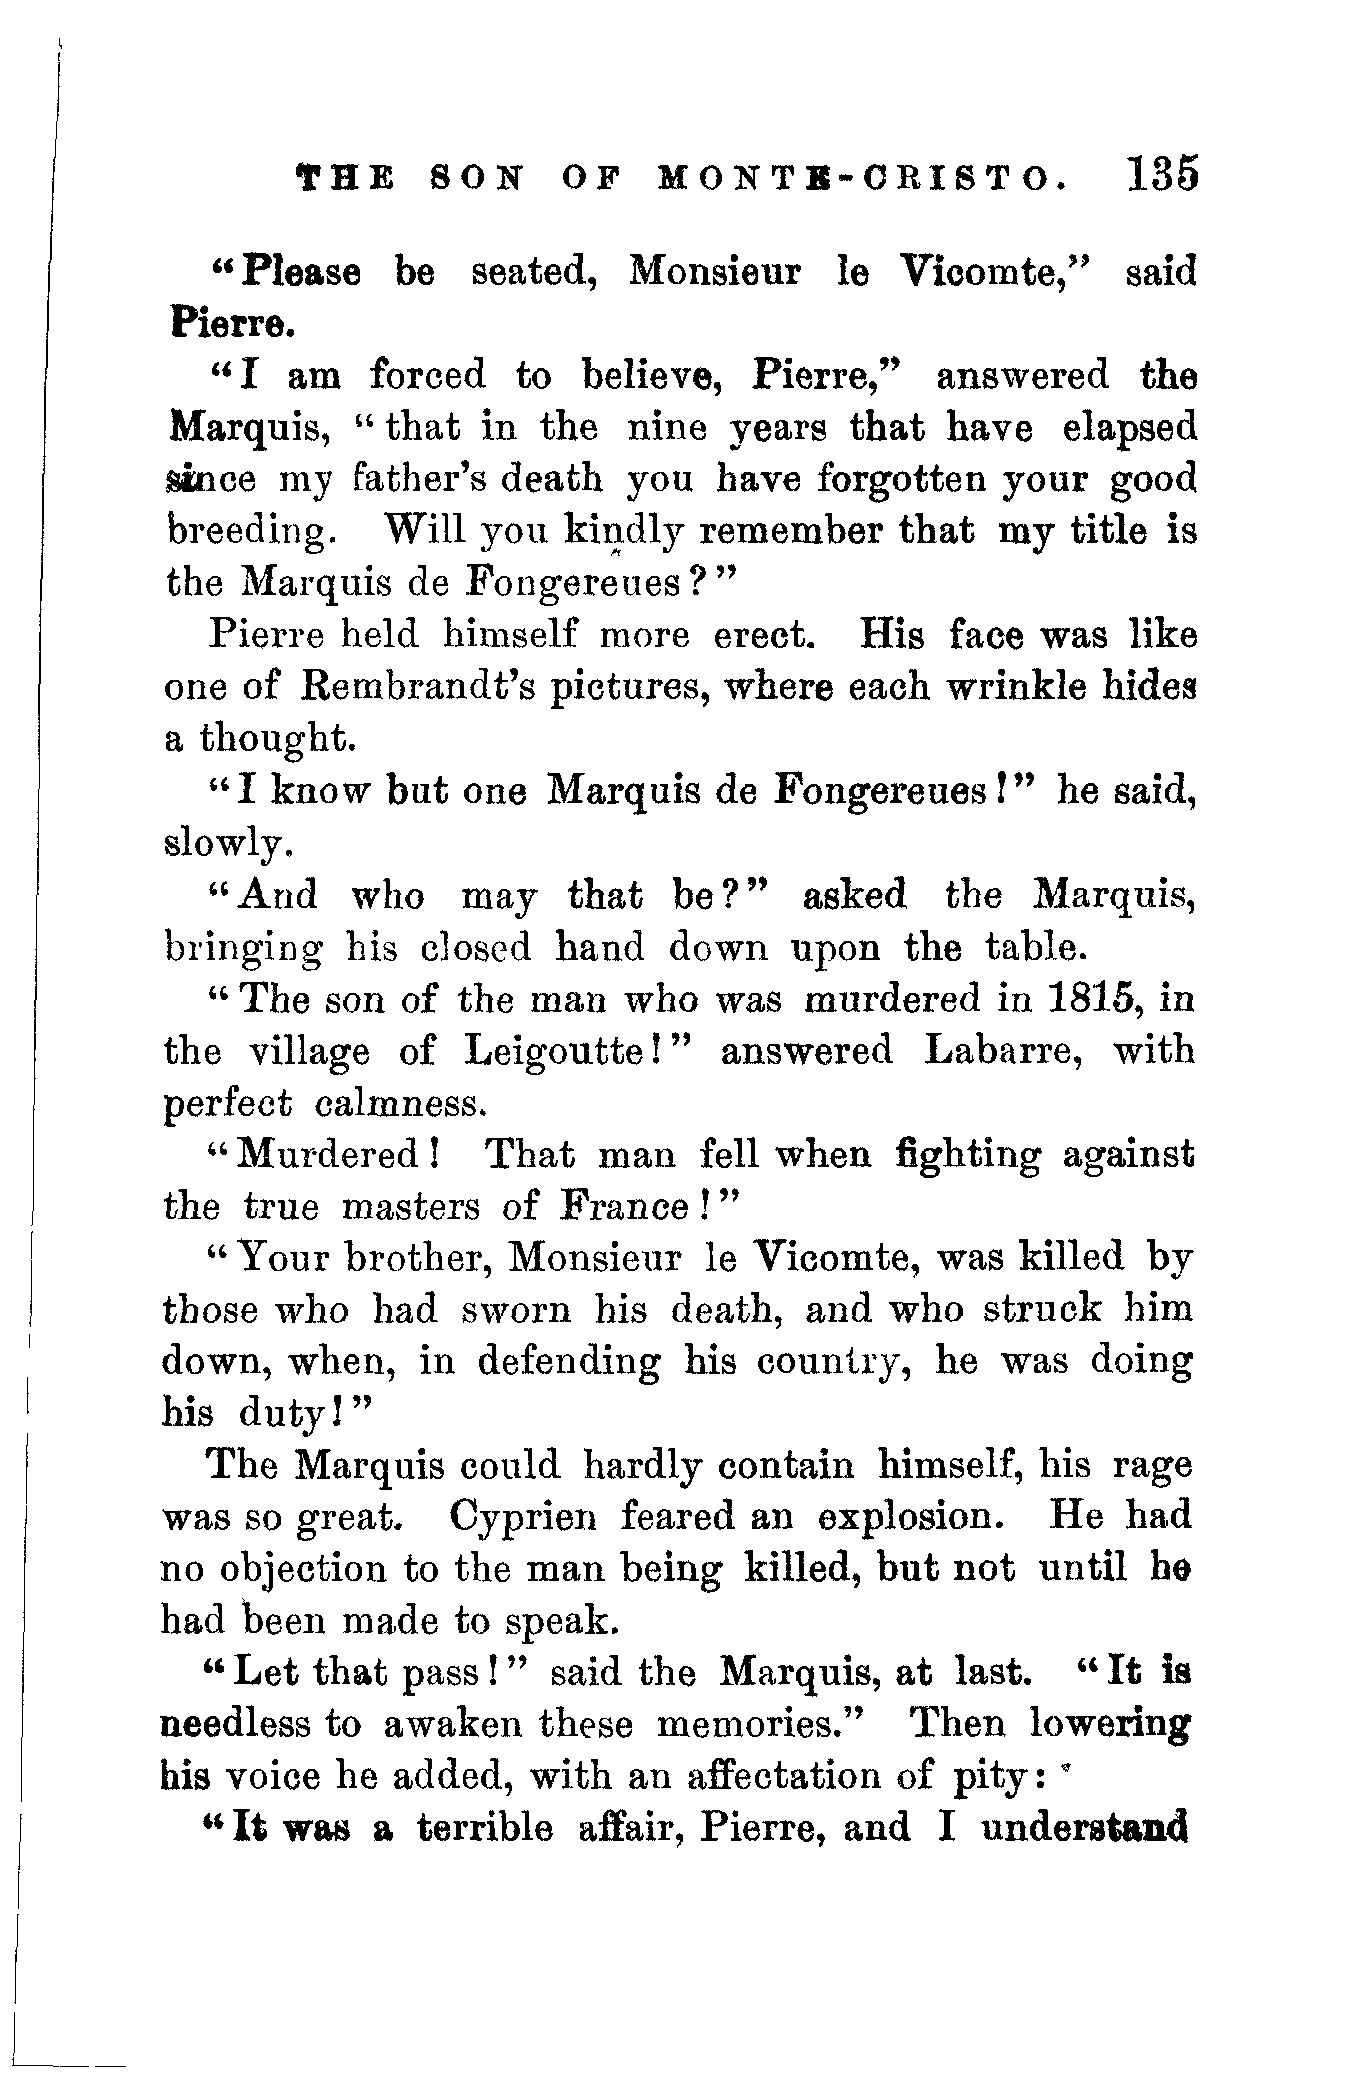 THE SON OF MONTE-CRISTO. 135
“Please be seated, Monsieur le Vicomte,” said
Pierre.
“I am forced to believe, Pierre,” answered the
Marquis, “that in the nine years that have elapsed
since my father’s death you have forgotten your good
breeding. Will you kindly remember that my title is
the Marquis de Fongereues?”
Pierre held himself more erect. His face was like
one of Rembrandt’s pictures, where each wrinkle hides
a thought.
“I know but one Marquis de Fongereues!” he said,
slowly.
“And who may that be?” asked the Marquis,
bringing his closed hand down upon the table.
“The son of the man who was murdered in 1815, in
the village of Leigoutte!” answered Labarre, with
perfect calmness.
“Murdered! That man fell when fighting against
the true masters of France!”
“Your brother, Monsieur le Vicomte, was killed by
those who had sworn his death, and who struck him
down, when, in defending his country, he was doing
his duty!”
The Marquis could hardly contain himself, his rage
was so great. Cyprien feared an explosion. He had
no objection to the man being killed, but not until he
had been made to speak.
“Let that pass!” said the Marquis, at last. “It is
needless to awaken these memories.” Then lowering
his voice he added, with an affectation of pity:
“It was a terrible affair, Pierre, and I understand